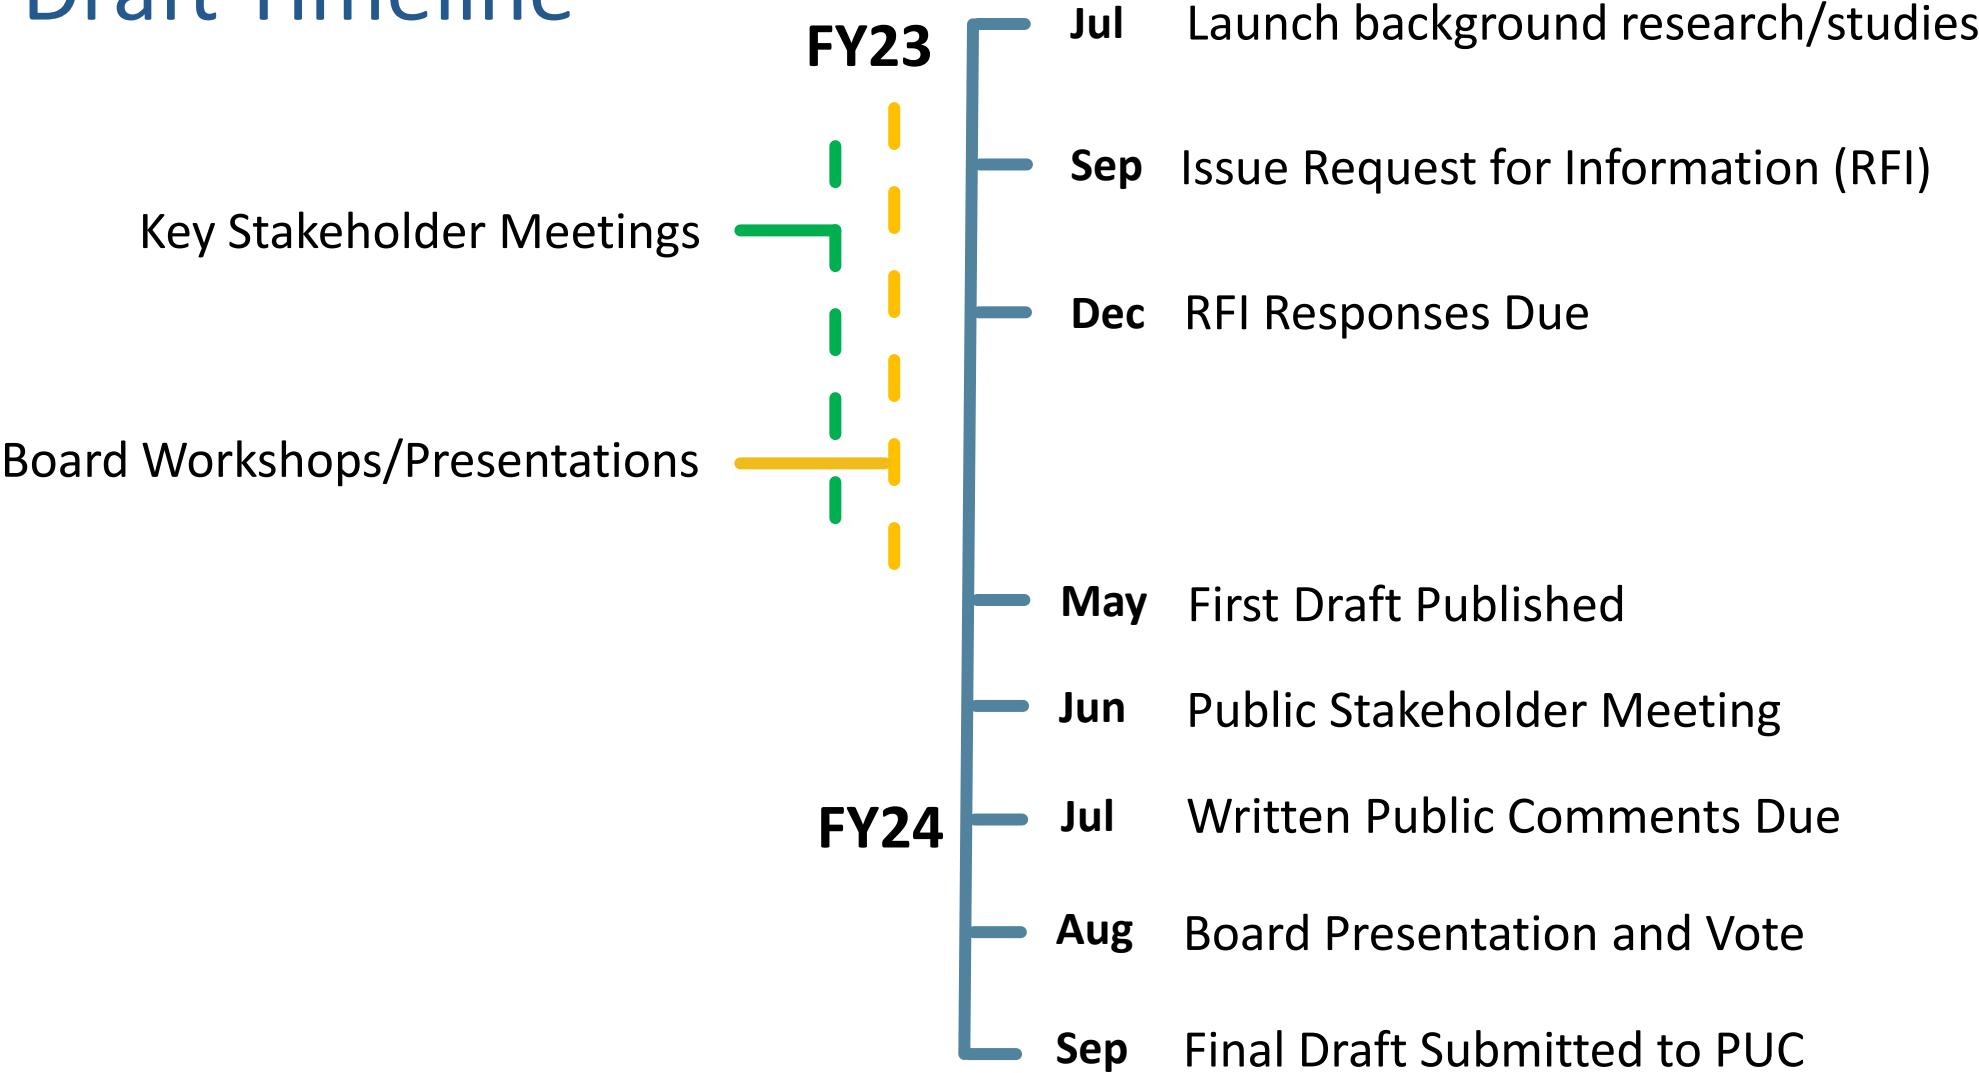 Draft Timeline
FY23
Jul Launch background research/studies
Sep Issue Request for Information (RFI)
Key Stakeholder Meetings
Dec RFI Responses Due
Board Workshops/Presentations
May First Draft Published
Jun Public Stakeholder Meeting
FY24
Jul Written Public Comments Due
Aug Board Presentation and Vote
Sep Final Draft Submitted to PUC